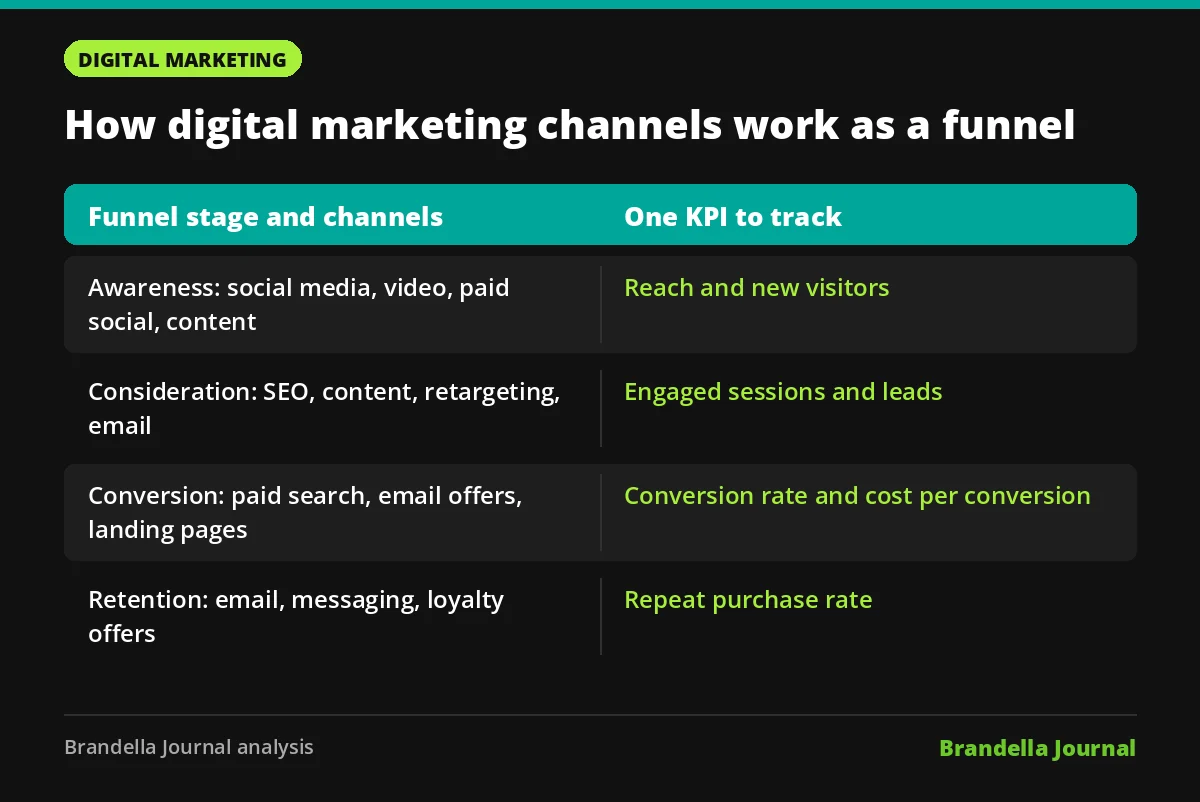 DIGITAL MARKETING
How digital marketing channels work as a funnel
Funnel stage and channels
One KPI to track
Awareness: social media, video, paid
social, content
Reach and new visitors
Consideration: SEO, content, retargeting,
email
Engaged sessions and leads
Conversion: paid search, email offers,
landing pages
Conversion rate and cost per conversion
Retention: email, messaging, loyalty
offers
Repeat purchase rate
Brandella Journal analysis
Brandella Journal